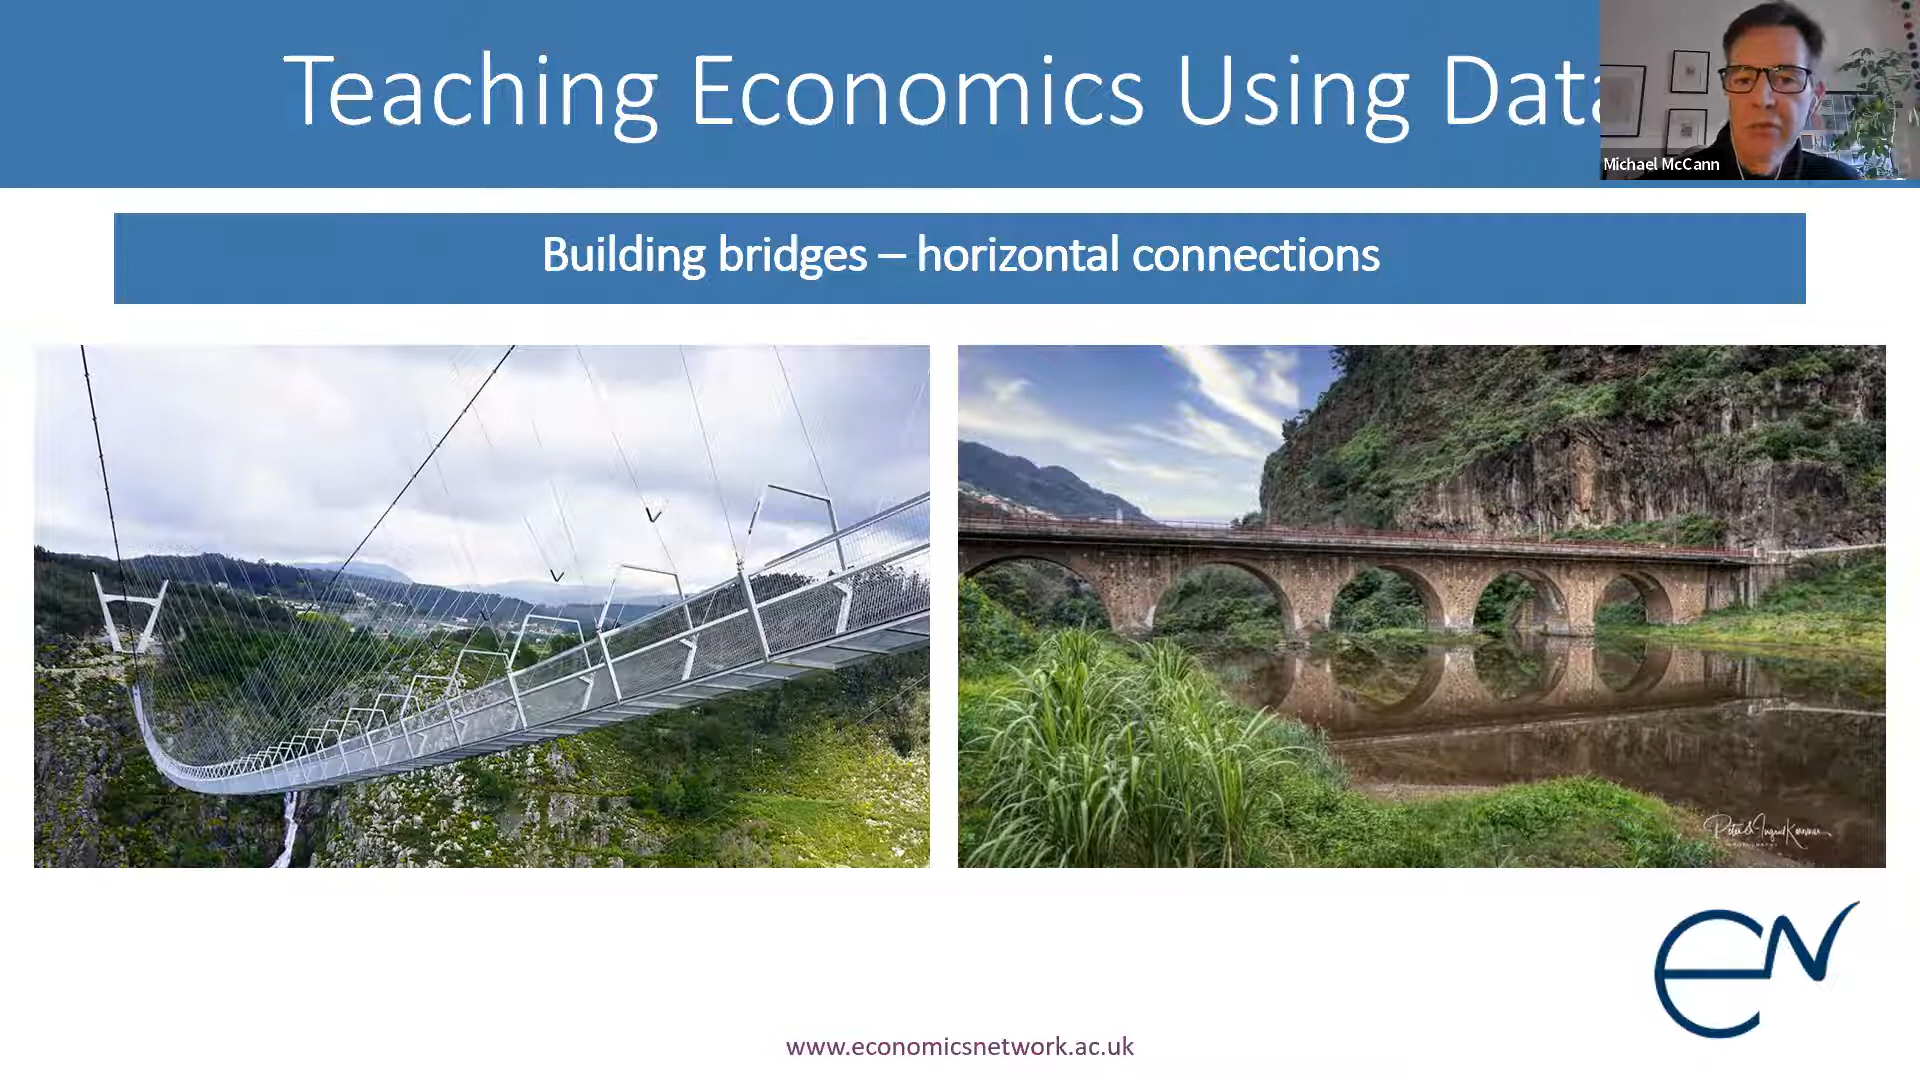 Teaching Economics Using Data
Michael McCann
Building bridges – horizontal connections
www.economicsnetwork.ac.uk